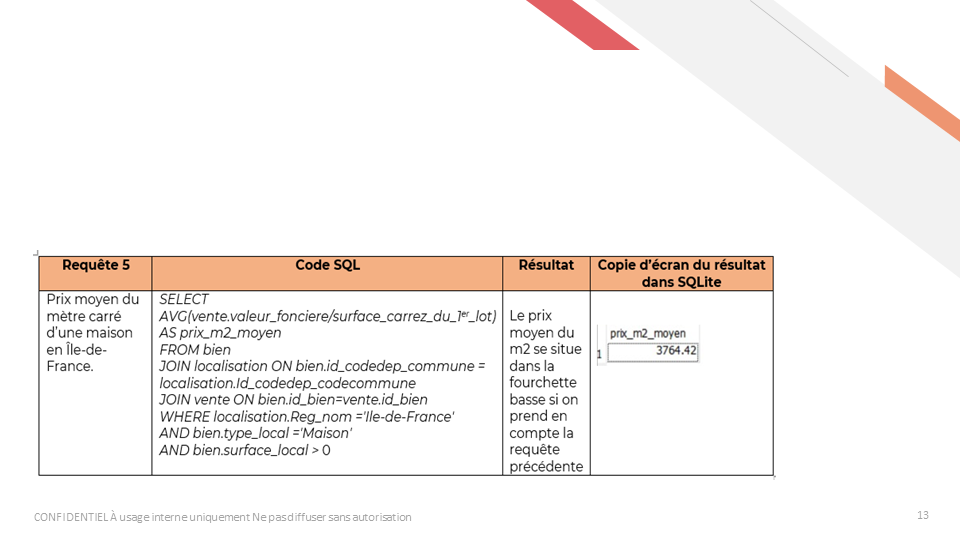 Requête 5
Code SQL
Résultat
Copie d’écran du résultat
dans SQLite
Prix moyen du
mètre carré
d’une maison
en Île-de-
France.
SELECT
AVG(vente.valeur_fonciere/surface_carrez_du_1er_lot)
AS prix_m2_moyen
FROM bien
JOIN localisation ON bien.id_codedep_commune =
localisation.Id_codedep_codecommune
JOIN vente ON bien.id_bien=vente.id_bien
WHERE localisation.Reg_nom ='Ile-de-France'
AND bien.type_local ='Maison'
AND bien.surface_local > 0
Le prix
moyen du
m2 se situe
dans la
fourchette
basse si on
prend en
compte la
requête
précédente
prix_m2_moyen
1 3764.42
CONFIDENTIEL À usage interne uniquement Ne pas diffuser sans autorisation
13